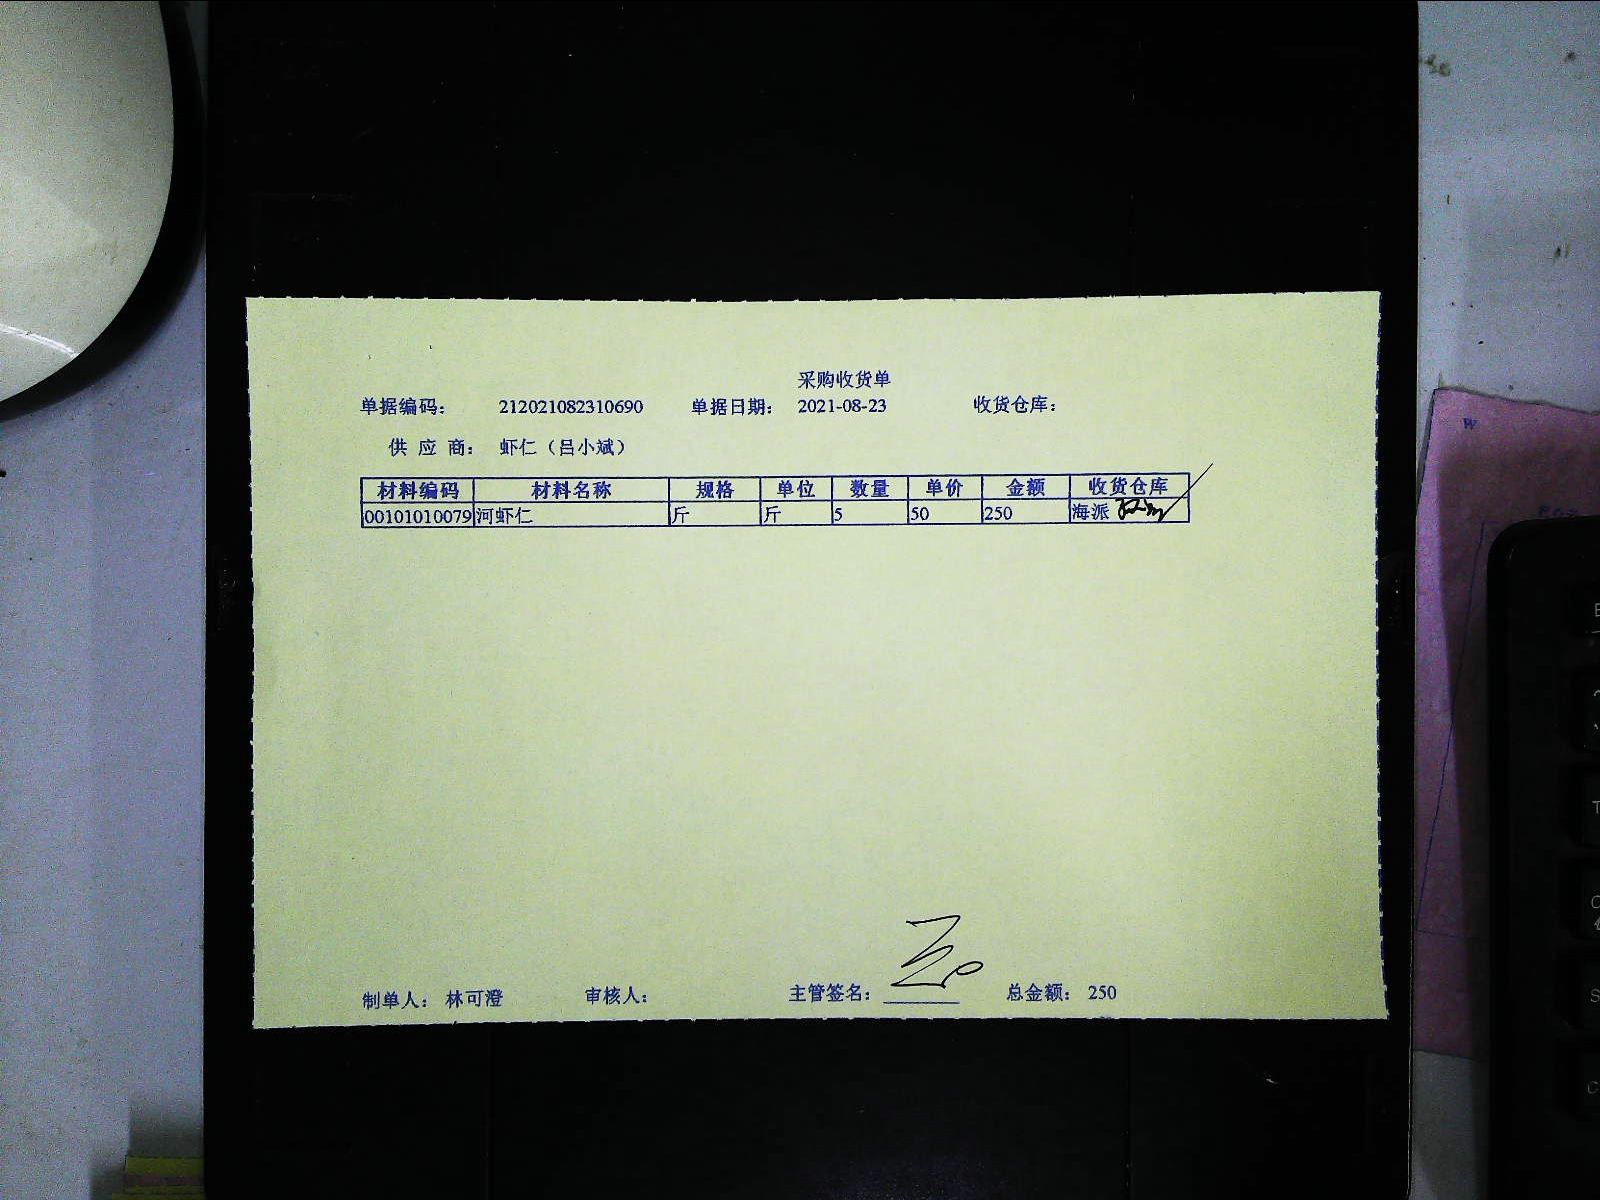 采购收货单
单据编码： 212021082310690 单据日期： 2021-08-23 收货仓库：
供 应 商： 虾仁（吕小斌）
材料编码 材料名称 规格 单位 数量 单价 金额 收货仓库
00101010079 河虾仁 斤 斤 5 50 250 海派
制单人： 林可澄 审核人： 主管签名： 总金额： 250